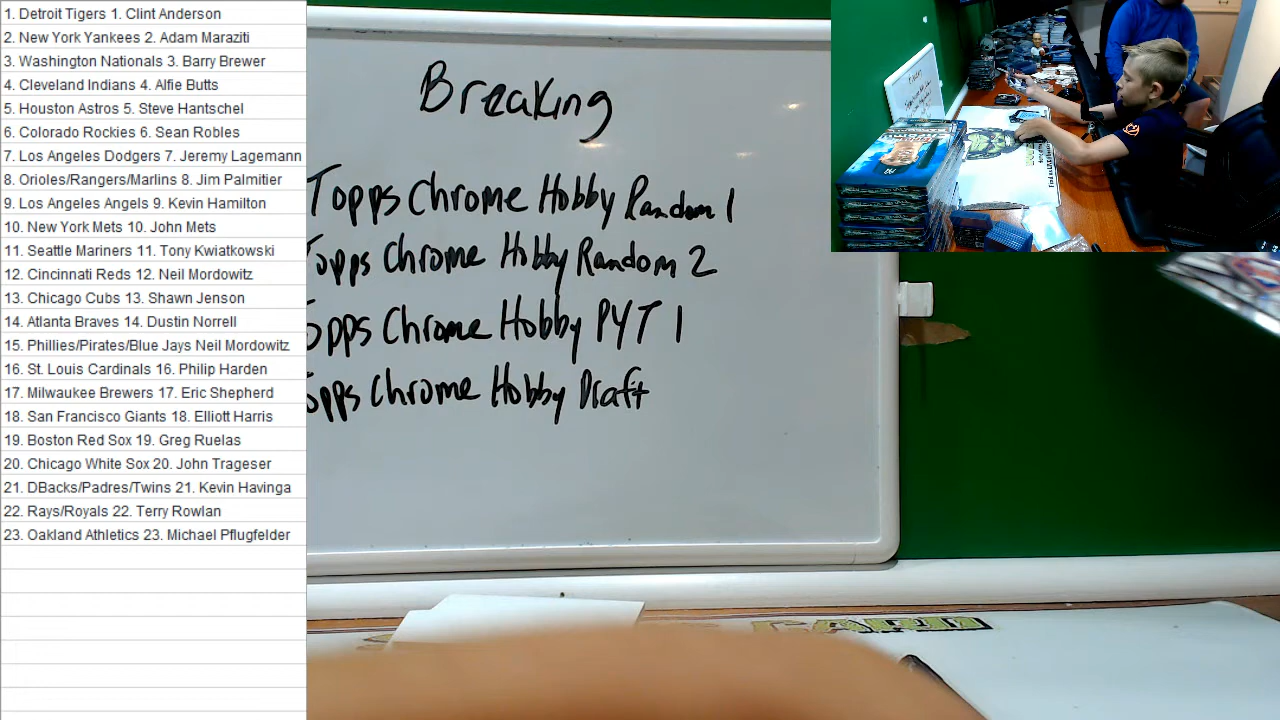 1. Detroit Tigers 1. Clint Anderson
2. New York Yankees 2. Adam Maraziti
3. Washington Nationals 3. Barry Brewer
4. Cleveland Indians 4. Alfie Butts
5. Houston Astros 5. Steve Hantschel
6. Colorado Rockies 6. Sean Robles
7. Los Angeles Dodgers 7. Jeremy Lagemann
8. Orioles/Rangers/Marlins 8. Jim Palmitier
9. Los Angeles Angels 9. Kevin Hamilton
10. New York Mets 10. John Mets
11. Seattle Mariners 11. Tony Kwiatkowski
12. Cincinnati Reds 12. Neil Mordowitz
13. Chicago Cubs 13. Shawn Jenson
14. Atlanta Braves 14. Dustin Norrell
15. Phillies/Pirates/Blue Jays Neil Mordowitz
16. St. Louis Cardinals 16. Philip Harden
17. Milwaukee Brewers 17. Eric Shepherd
18. San Francisco Giants 18. Elliott Harris
19. Boston Red Sox 19. Greg Ruelas
20. Chicago White Sox 20. John Trageser
21. DBacks/Padres/Twins 21. Kevin Havinga
22. Rays/Royals 22. Terry Rowlan
23. Oakland Athletics 23. Michael Pflugfelder
Breaking
Topps Chrome Hobby Random 1
Topps Chrome Hobby Random 2
opps Chrome Hobby PYT 1
opps Chrome Hobby Draft
CARD